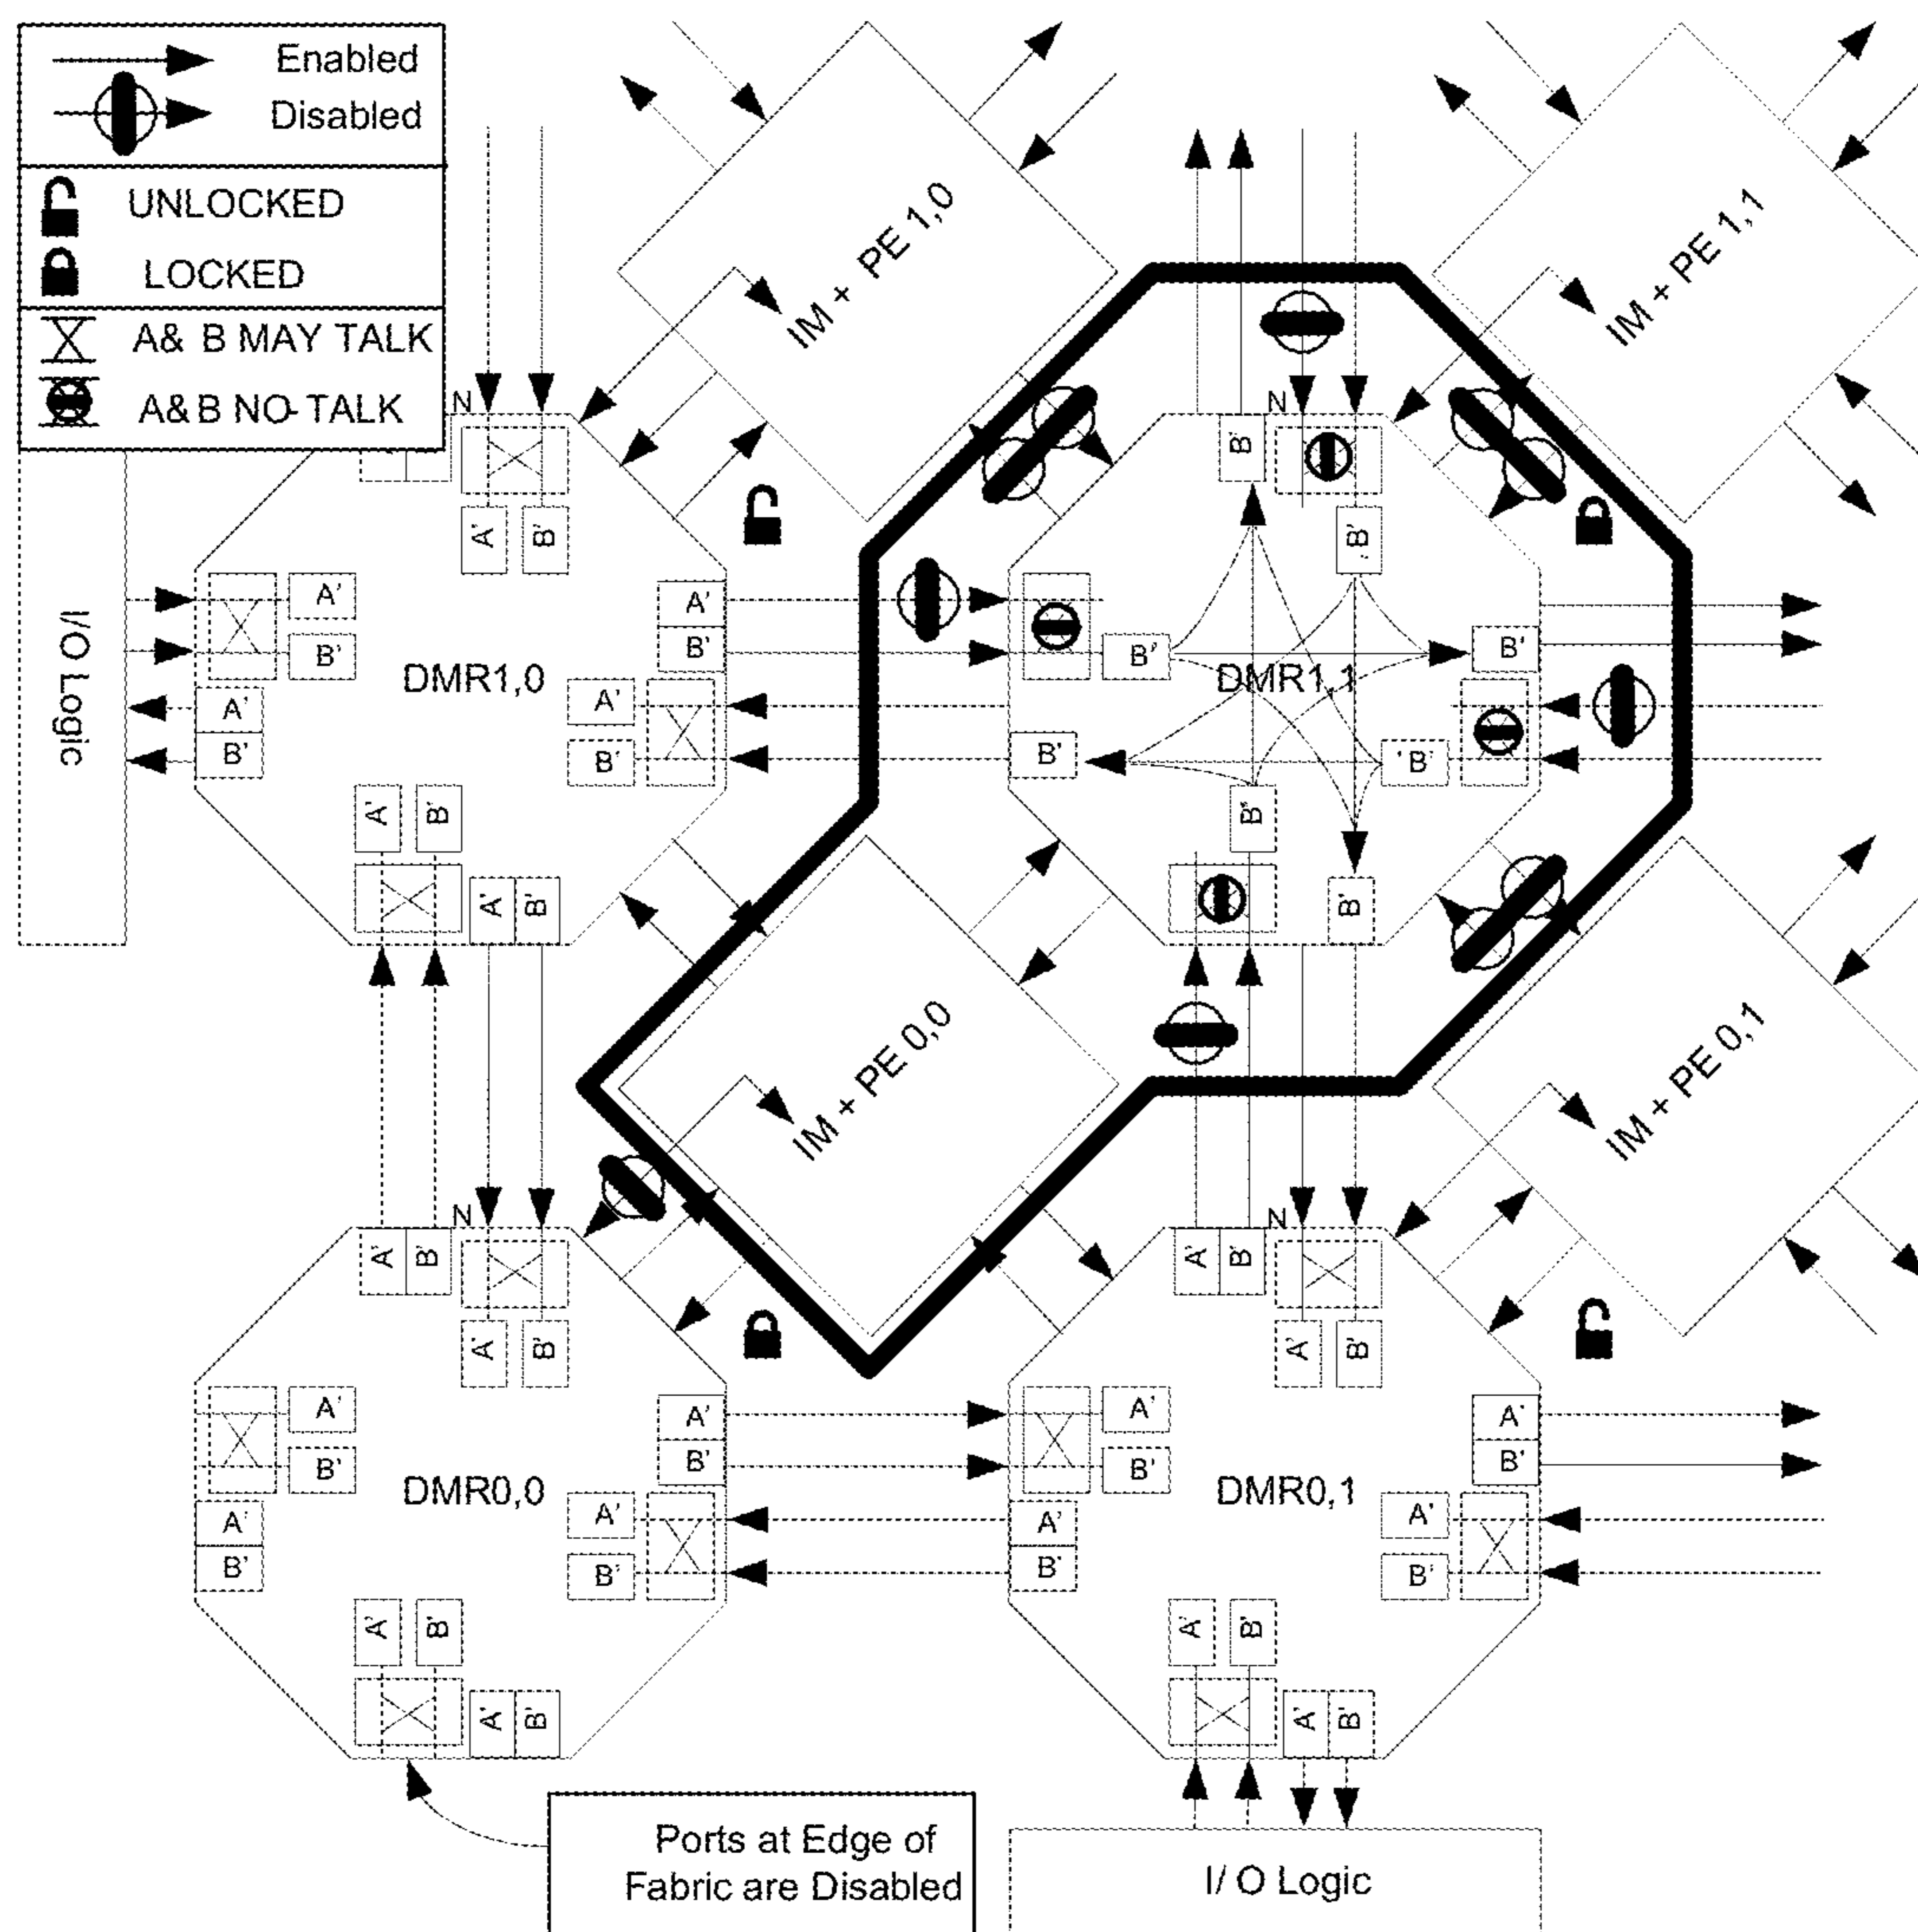 Enabled
Disabled
UNLOCKED
LOCKED
A& B MAY TALK
A&B NO-TALK
IM + PE 1,0
IM + PE 1,1
N
A' B'
A'
B'
A'
B'
DMR1,0
A'
B'
A'
B'
A' B'
A' B'
I/O Logic
N
B'
B'
B'
B'
DMR1,1
B'
'B'
B'
B'
IM + PE 0,0
IM + PE 0,1
N
A' B'
A' B'
A'
B'
A'
B'
DMR0,0
A'
B'
A'
B'
A' B'
A' B'
N
A' B'
A' B'
A'
B'
A'
B'
DMR0,1
A'
B'
A'
B'
A' B'
A' B'
Ports at Edge of
Fabric are Disabled
I/ O Logic